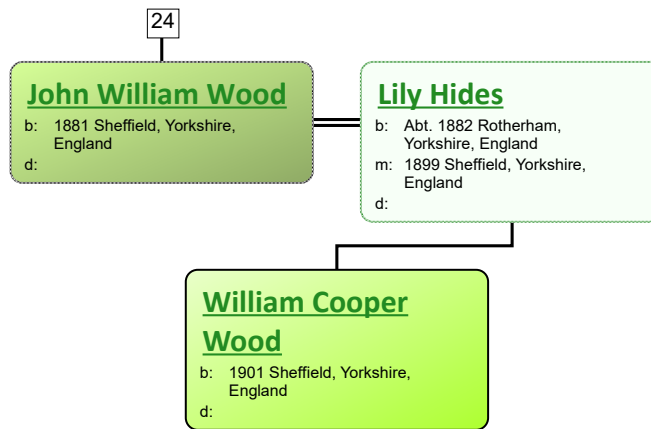 24
John William Wood
b: 1881 Sheffield, Yorkshire,
England
d:
Lily Hides
b: Abt. 1882 Rotherham,
Yorkshire, England
m: 1899 Sheffield, Yorkshire,
England
d:
William Cooper
Wood
b: 1901 Sheffield, Yorkshire,
England
d: